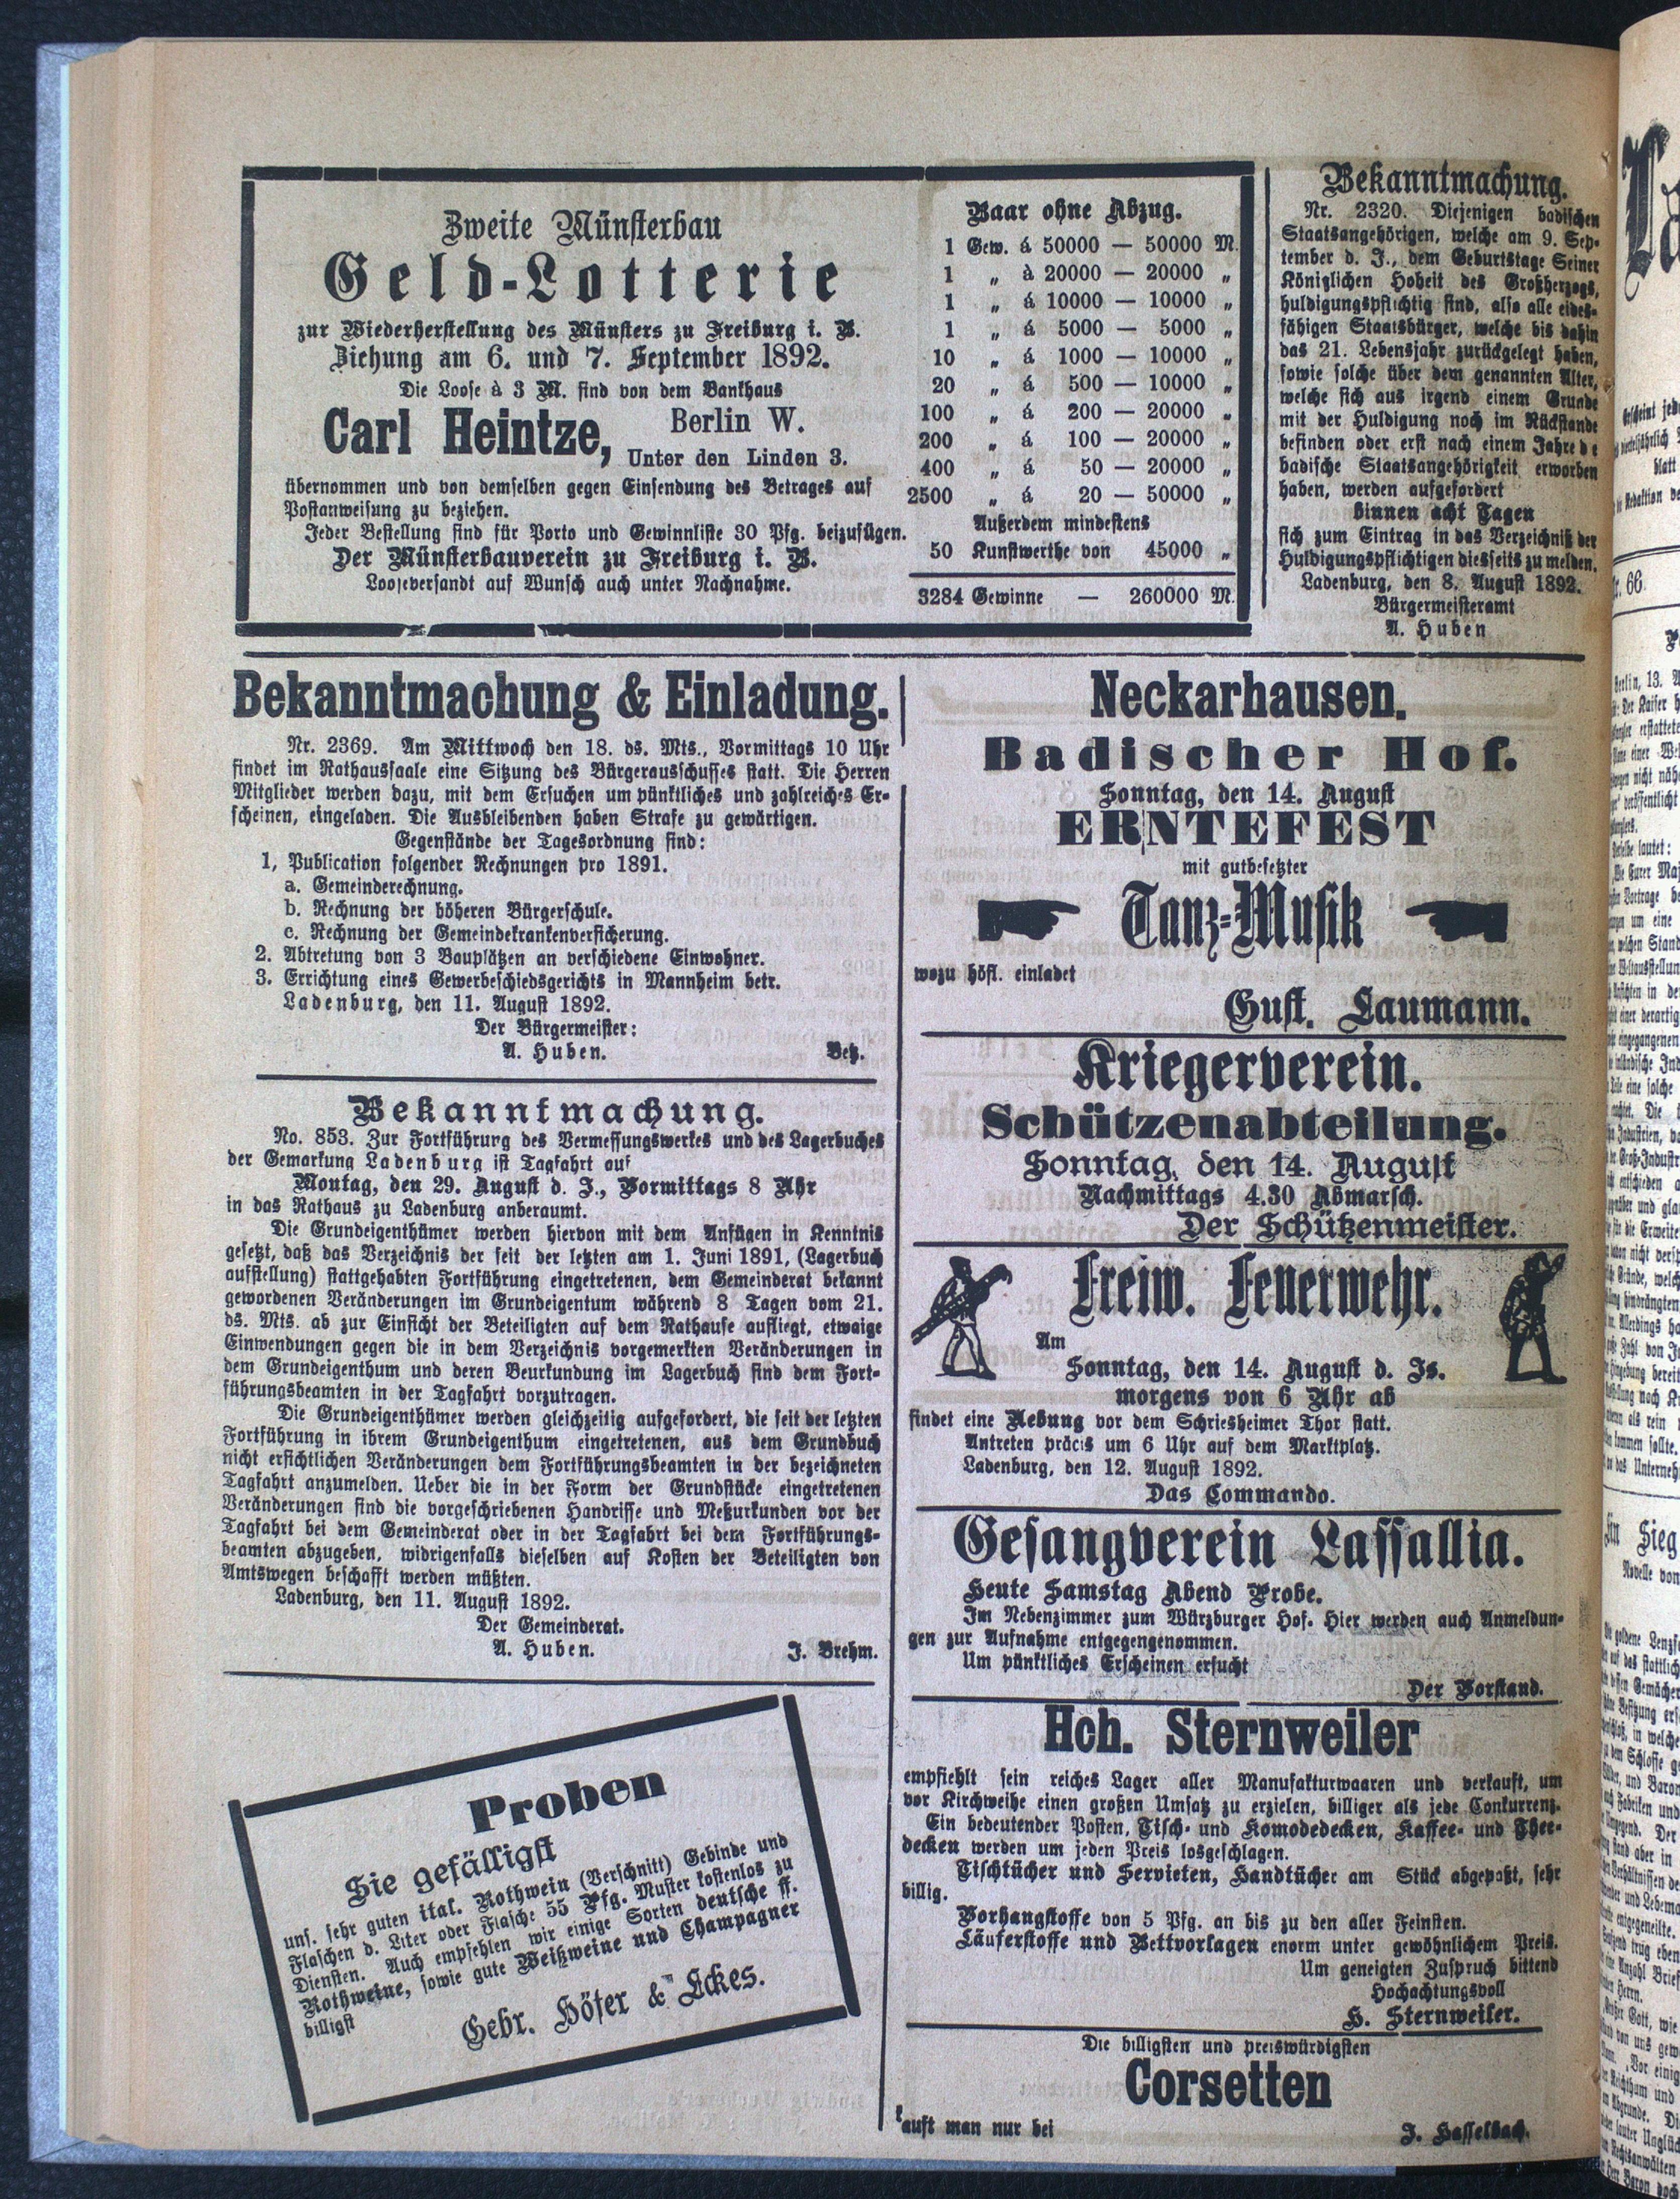 Zweite Münsterbau
Geld-Lotterie
zur Wiederherstellung des Münsters zu Freiburg i. B.
Ziehung am 6. und 7. September 1892.
Die Loose à 3 M. sind von dem Bankhaus
Carl Heintze, Berlin W.
Unter den Linden 3.
übernommen und von demselben gegen Einsendung des Betrages auf
Postanweisung zu beziehen.
Jeder Bestellung sind für Porto und Gewinnliste 30 Pfg. beizufügen.
Der Münsterbauverein zu Freiburg i. B.
Looseversandt auf Wunsch auch unter Nachnahme.
Baar ohne Abzug.
1 Gew. á 50000 — 50000 M.
1 „ à 20000 — 20000 „
1 „ á 10000 — 10000 „
1 „ á 5000 — 5000 „
10 „ á 1000 — 10000 „
20 „ á 500 — 10000 „
100 „ á 200 — 20000 „
200 „ á 100 — 20000 „
400 „ á 50 — 20000 „
2500 „ á 20 — 50000 „
Außerdem mindestens
50 Kunstwerthe von 45000 „
3284 Gewinne — 260000 M.
Bekanntmachung.
Nr. 2320. Diejenigen badischen
Staatsangehörigen, welche am 9. Sep-
tember d. J., dem Geburtstage Seiner
Königlichen Hoheit des Großherzogs,
huldigungspflichtig sind, also alle eides-
fähigen Staatsbürger, welche bis dahin
das 21. Lebensjahr zurückgelegt haben,
sowie solche über dem genannten Alter,
welche sich aus irgend einem Grunde
mit der Huldigung noch im Rückstande
befinden oder erst nach einem Jahre de
badische Staatsangehörigkeit erworben
haben, werden aufgefordert
binnen acht Tagen
sich zum Eintrag in das Verzeichniß der
Huldigungspflichtigen diesseits zu melden.
Ladenburg, den 8. August 1892.
Bürgermeisteramt
A. Huben
Bekanntmachung & Einladung.
Nr. 2369. Am Mittwoch den 18. ds. Mts., Vormittags 10 Uhr
findet im Rathaussaale eine Sitzung des Bürgerausschusses statt. Die Herren
Mitglieder werden dazu, mit dem Ersuchen um pünktliches und zahlreiches Er-
scheinen, eingeladen. Die Ausbleibenden haben Strafe zu gewärtigen.
Gegenstände der Tagesordnung sind:
1, Publication folgender Rechnungen pro 1891.
a. Gemeinderechnung.
b. Rechnung der höheren Bürgerschule.
c. Rechnung der Gemeindekrankenversicherung.
2. Abtretung von 3 Bauplätzen an verschiedene Einwohner.
3. Errichtung eines Gewerbeschiedsgerichts in Mannheim betr.
Ladenburg, den 11. August 1892.
Der Bürgermeister:
A. Huben. Betz.
Bekanntmachung.
No. 853. Zur Fortführung des Vermessungswerkes und des Lagerbuches
der Gemarkung Ladenburg ist Tagfahrt auf
Montag, den 29. August d. J., Vormittags 8 Uhr
in das Rathaus zu Ladenburg anberaumt.
Die Grundeigenthümer werden hiervon mit dem Anfügen in Kenntnis
gesetzt, daß das Verzeichnis der seit der letzten am 1. Juni 1891, (Lagerbuch
aufstellung) stattgehabten Fortführung eingetretenen, dem Gemeinderat bekannt
gewordenen Veränderungen im Grundeigentum während 8 Tagen vom 21.
ds. Mts. ab zur Einsicht der Beteiligten auf dem Rathause aufliegt, etwaige
Einwendungen gegen die in dem Verzeichnis vorgemerkten Veränderungen in
dem Grundeigenthum und deren Beurkundung im Lagerbuch sind dem Fort-
führungsbeamten in der Tagfahrt vorzutragen.
Die Grundeigenthümer werden gleichzeitig aufgefordert, die seit der letzten
Fortführung in ihrem Grundeigenthum eingetretenen, aus dem Grundbuch
nicht ersichtlichen Veränderungen dem Fortführungsbeamten in der bezeichneten
Tagfahrt anzumelden. Ueber die in der Form der Grundstücke eingetretenen
Veränderungen sind die vorgeschriebenen Handrisse und Meßurkunden vor der
Tagfahrt bei dem Gemeinderat oder in der Tagfahrt bei dem Fortführungs-
beamten abzugeben, widrigenfalls dieselben auf Kosten der Beteiligten von
Amtswegen beschafft werden müßten.
Ladenburg, den 11. August 1892.
Der Gemeinderat.
A. Huben. J. Brehm.
Proben
Sie gefälligst
uns. sehr guten ital. Rothwein (Verschnitt) Gebinde und
Flaschen d. Liter oder Flasche 55 Pfg. Muster kostenlos zu
Diensten. Auch empfehlen wir einige Sorten deutsche ff.
Rothweine, sowie gute Weißweine und Champagner
billigst
Gebr. Höfer & Eckes.
Neckarhausen.
Badischer Hof.
Sonntag, den 14. August
ERNTEFEST
mit gutbesetzter
Tanz-Musik
wozu höfl. einladet
Gust. Laumann.
Kriegerverein.
Schützenabteilung.
Sonntag, den 14. August
Nachmittags 4.30 Abmarsch.
Der Schützenmeister.
Freiw. Feuerwehr.
Am
Sonntag, den 14. August d. Js.
morgens von 6 Uhr ab
findet eine Uebung vor dem Schriesheimer Thor statt.
Antreten präcis um 6 Uhr auf dem Marktplatz.
Ladenburg, den 12. August 1892.
Das Commando.
Gesangverein Lassallia.
Heute Samstag Abend Probe.
Im Nebenzimmer zum Würzburger Hof. Hier werden auch Anmeldun-
gen zur Aufnahme entgegengenommen.
Um pünktliches Erscheinen ersucht
Der Vorstand.
Hch. Sternweiler
empfiehlt sein reiches Lager aller Manufakturwaaren und verkauft, um
vor Kirchweihe einen großen Umsatz zu erzielen, billiger als jede Conkurrenz.
Ein bedeutender Posten, Tisch- und Komodedecken, Kaffee- und Thee-
decken werden um jeden Preis losgeschlagen.
Tischtücher und Servieten, Handtücher am Stück abgepaßt, sehr
billig.
Vorhangstoffe von 5 Pfg. an bis zu den aller Feinsten.
Läuferstoffe und Bettvorlagen enorm unter gewöhnlichem Preis.
Um geneigten Zuspruch bittend
Hochachtungsvoll
H. Sternweiler.
Die billigsten und preiswürdigsten
Corsetten
kauft man nur bei J. Hasselbach.